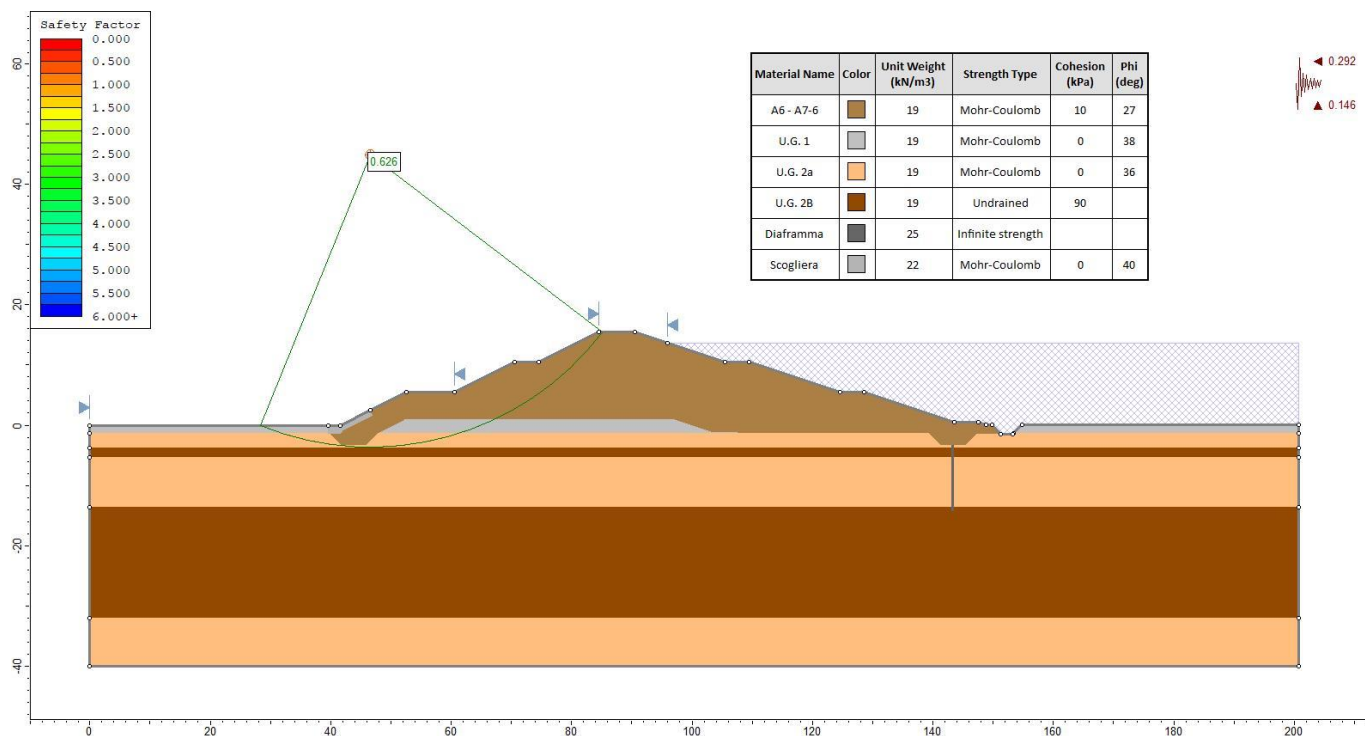 Safety Factor
0.000
0.500
1.000
1.500
2.000
2.500
3.000
3.500
4.000
4.500
5.000
5.500
6.000+
Material Name Color Unit Weight (kN/m3) Strength Type Cohesion (kPa) Phi (deg)
A6 - A7-6 19 Mohr-Coulomb 10 27
U.G. 1 19 Mohr-Coulomb 0 38
U.G. 2a 19 Mohr-Coulomb 0 36
U.G. 2B 19 Undrained 90
Diaframma 25 Infinite strength
Scogliera 22 Mohr-Coulomb 0 40
0.292
0.146
0.626
60
40
20
0
-20
-40
0 20 40 60 80 100 120 140 160 180 200